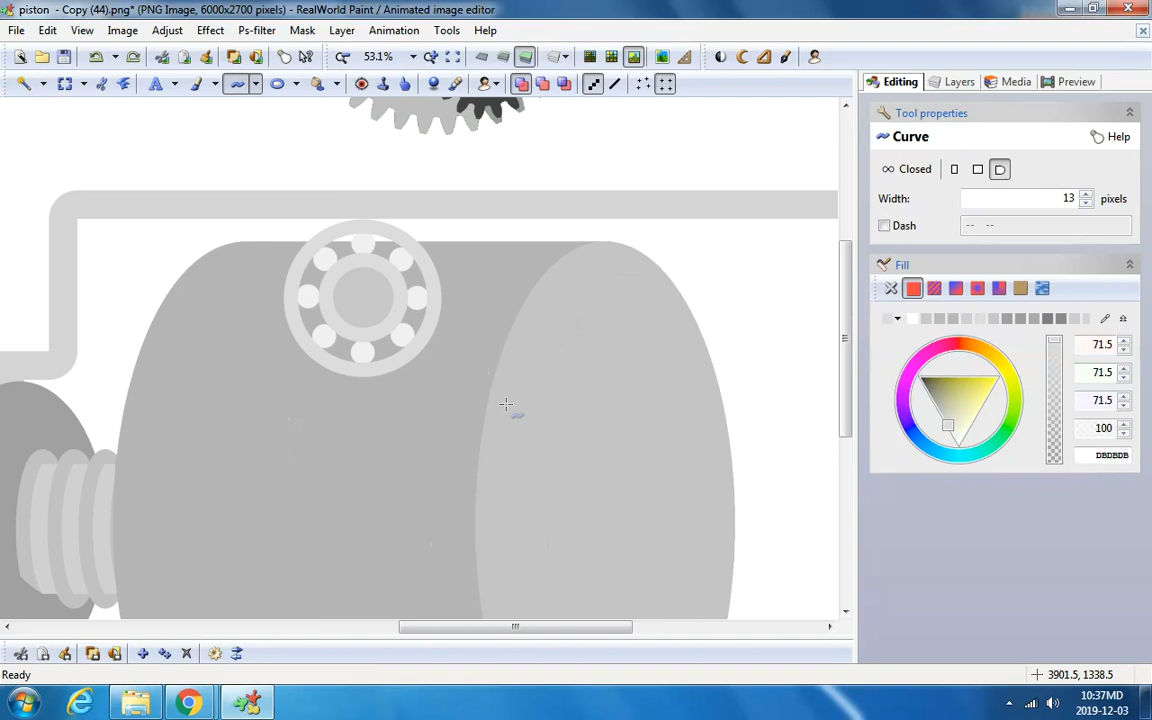 piston - Copy (44).png* (PNG Image, 6000x2700 pixels) - RealWorld Paint / Animated image editor
File Edit View Image Adjust Effect Ps-filter Mask Layer Animation Tools Help
53.1%
Editing Layers Media Preview
Tool properties
Curve Help
Closed
Width: 13 pixels
Dash
Fill
71.5
71.5
71.5
100
DBDBDB
Ready 3901.5, 1338.5
10:37MD
2019-12-03